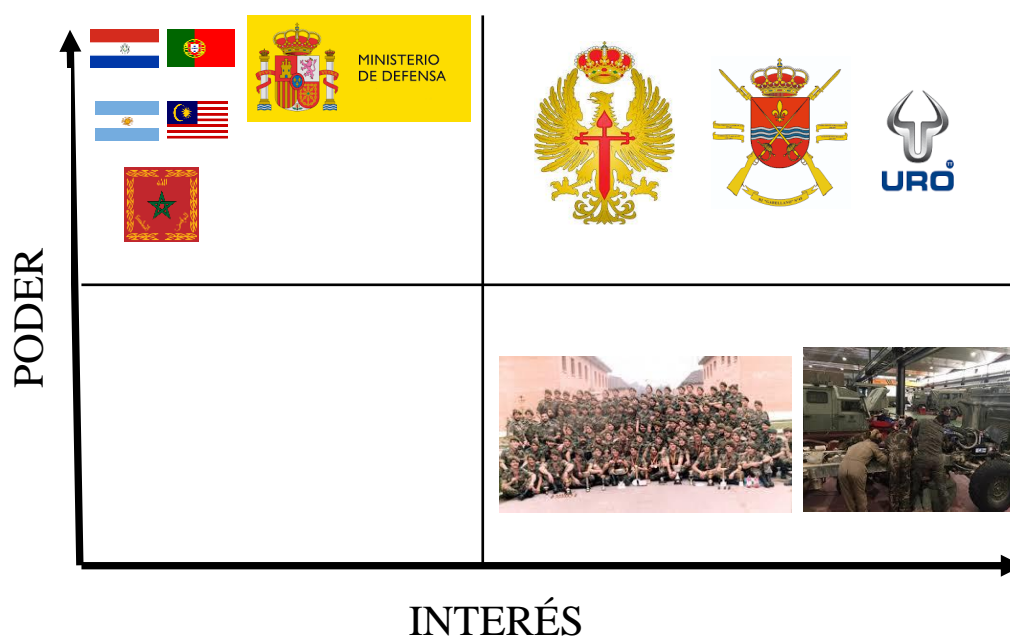 MINISTERIO
DE DEFENSA
URO
PODER
INTERÉS